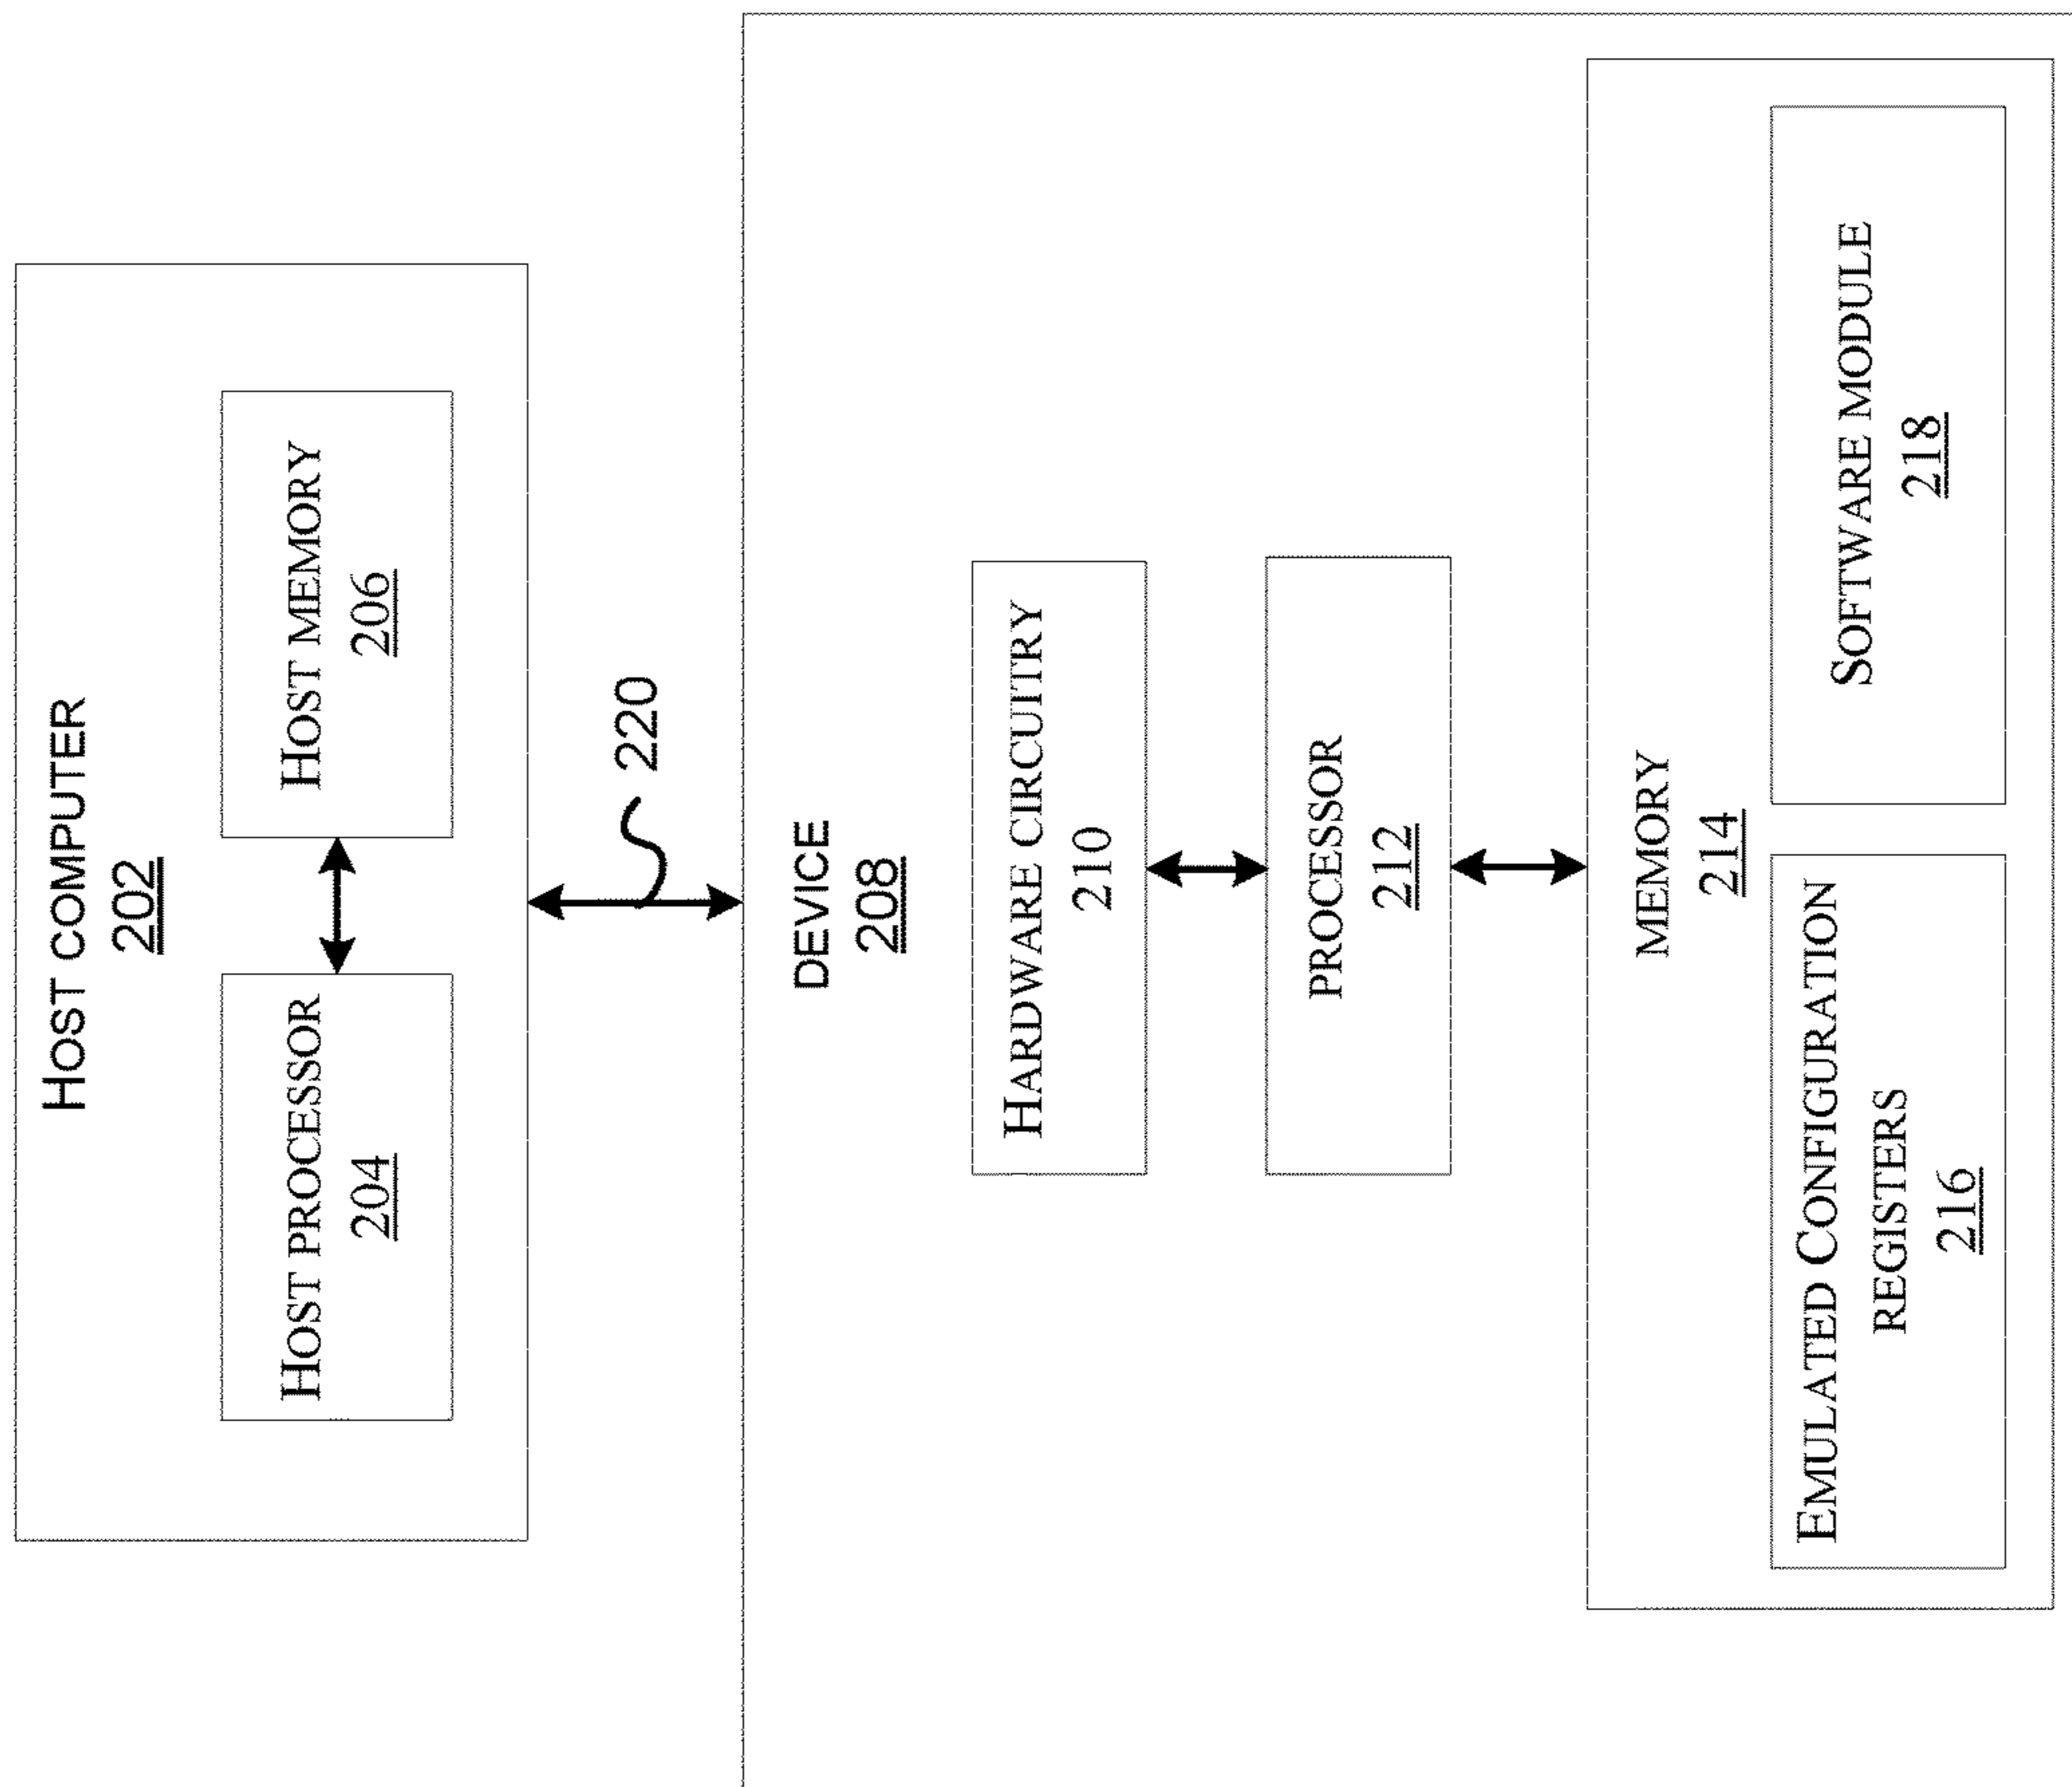 HOST COMPUTER
202
HOST PROCESSOR
204
HOST MEMORY
206
220
DEVICE
208
HARDWARE CIRCUITRY
210
PROCESSOR
212
MEMORY
214
EMULATED CONFIGURATION
REGISTERS
216
SOFTWARE MODULE
218